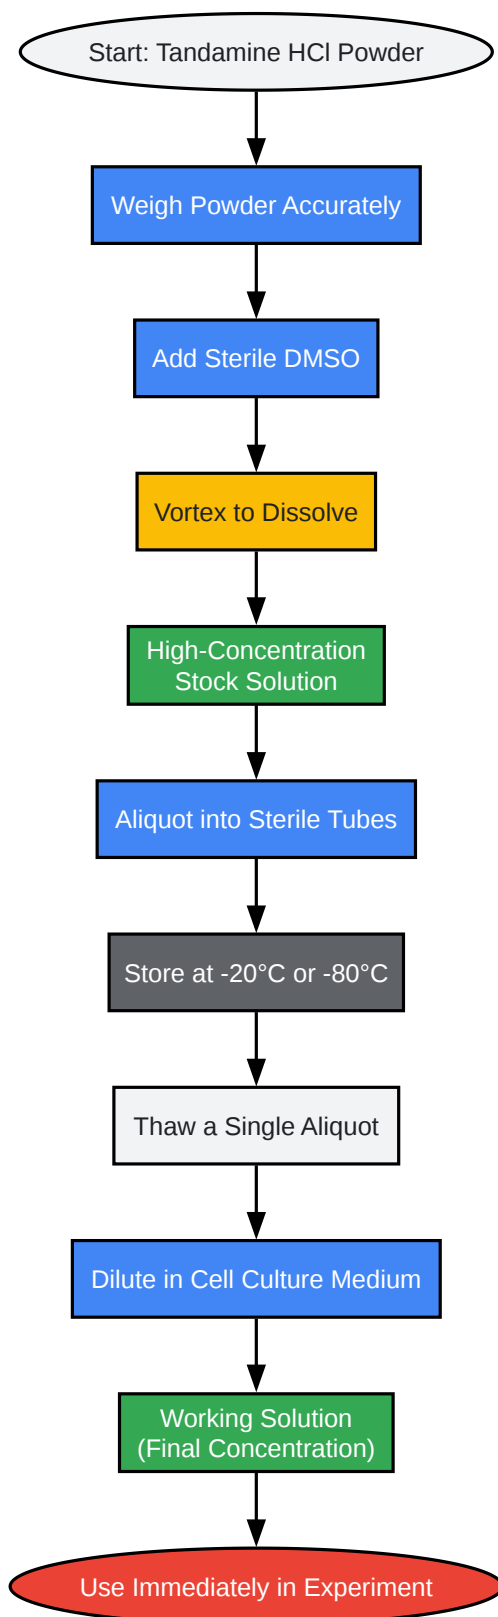 Start: Tandamine HCl Powder
Weigh Powder Accurately
Add Sterile DMSO
Vortex to Dissolve
High-Concentration
Stock Solution
Aliquot into Sterile Tubes
Store at -20°C or -80°C
Thaw a Single Aliquot
Dilute in Cell Culture Medium
Working Solution
(Final Concentration)
Use Immediately in Experiment